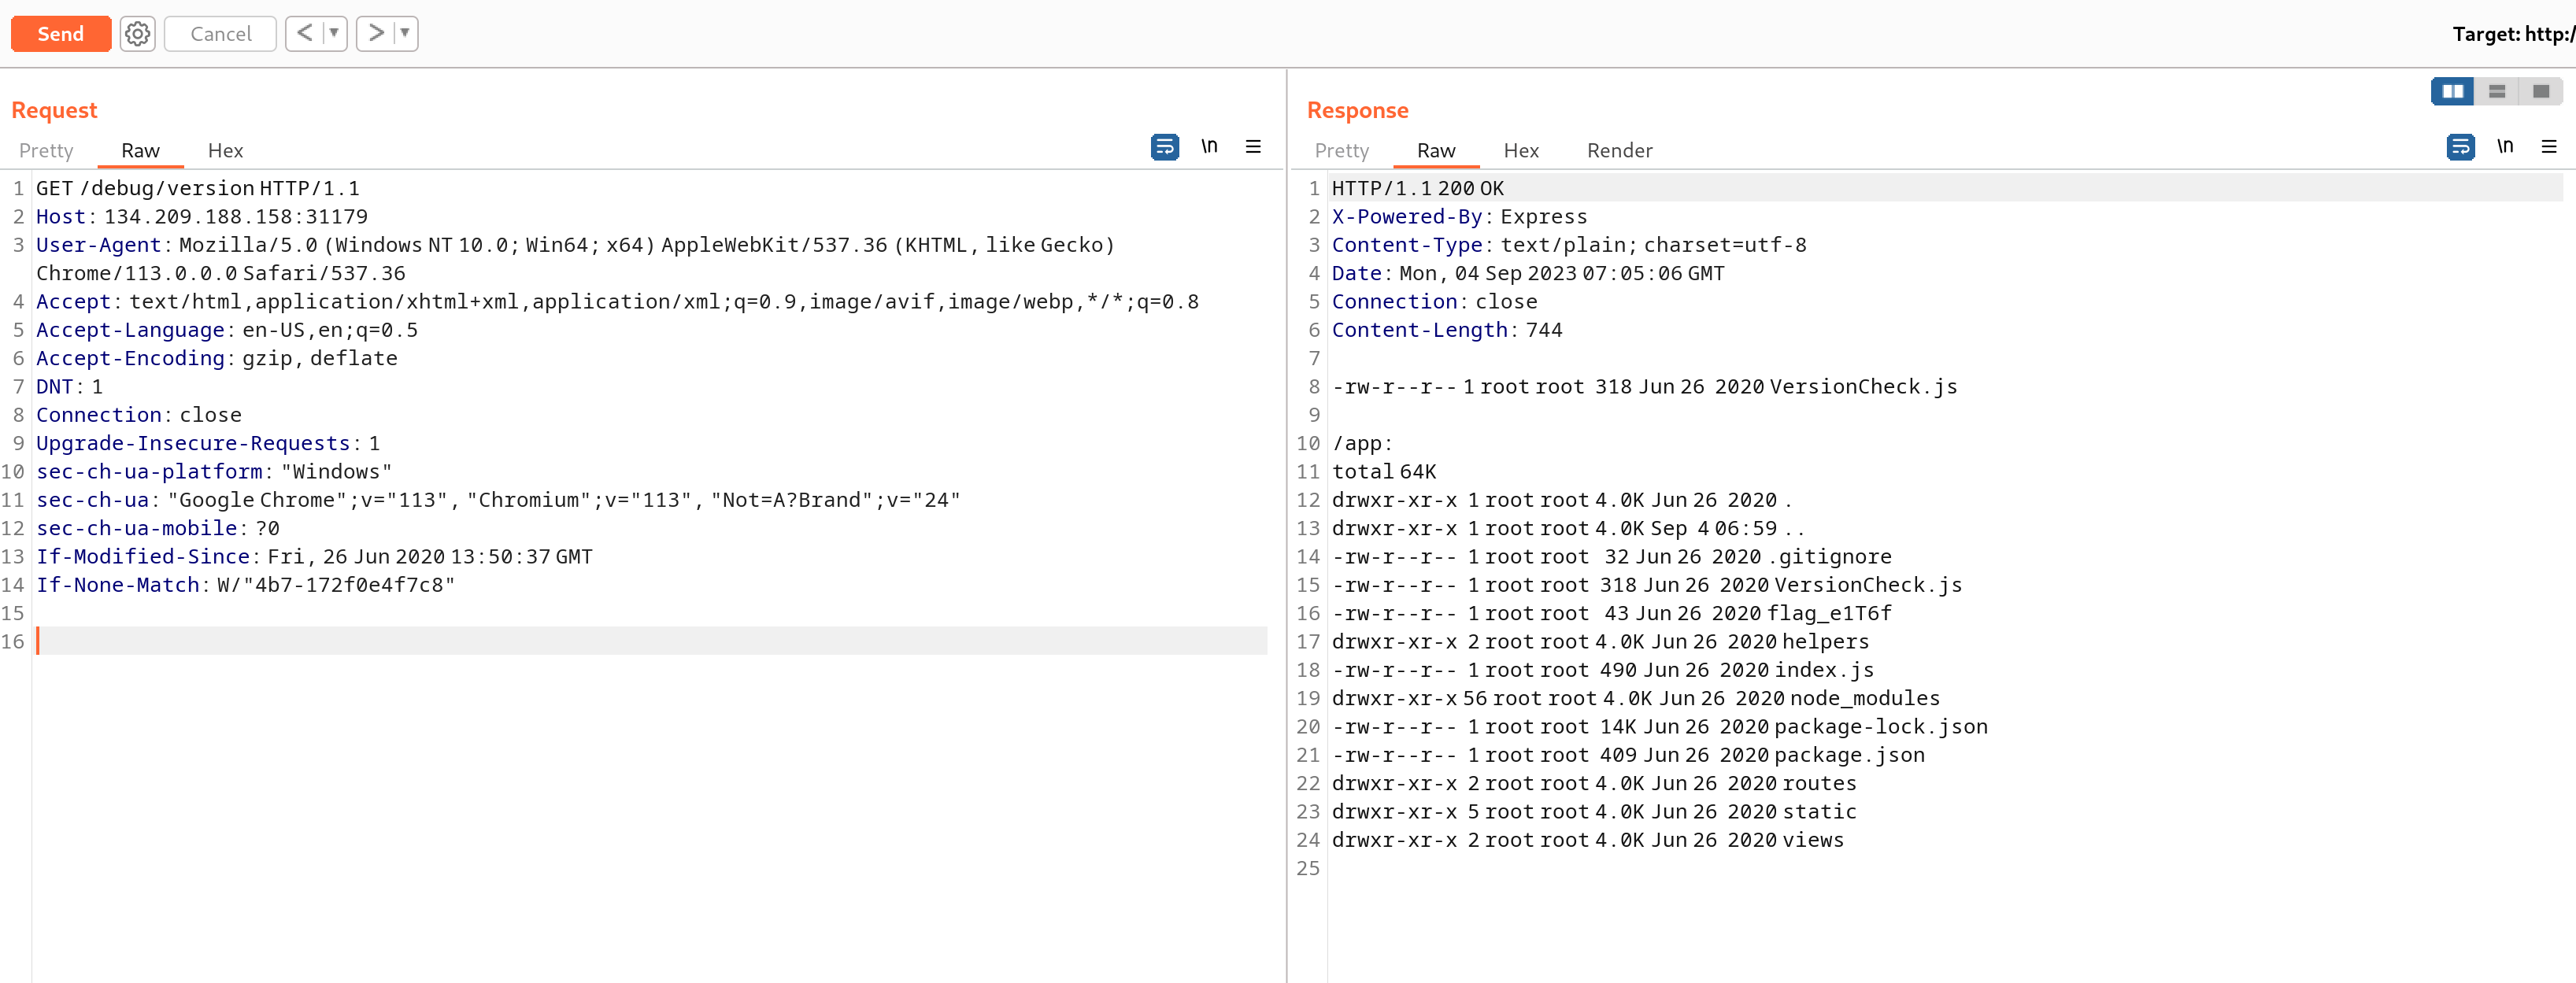 Send
Cancel
Target: http:/
Request
Pretty Raw Hex
\n
1 GET /debug/version HTTP/1.1
2 Host: 134.209.188.158:31179
3 User-Agent: Mozilla/5.0 (Windows NT 10.0; Win64; x64) AppleWebKit/537.36 (KHTML, like Gecko)
Chrome/113.0.0.0 Safari/537.36
4 Accept: text/html,application/xhtml+xml,application/xml;q=0.9,image/avif,image/webp,*/*;q=0.8
5 Accept-Language: en-US,en;q=0.5
6 Accept-Encoding: gzip, deflate
7 DNT: 1
8 Connection: close
9 Upgrade-Insecure-Requests: 1
10 sec-ch-ua-platform: "Windows"
11 sec-ch-ua: "Google Chrome";v="113", "Chromium";v="113", "Not=A?Brand";v="24"
12 sec-ch-ua-mobile: ?0
13 If-Modified-Since: Fri, 26 Jun 2020 13:50:37 GMT
14 If-None-Match: W/"4b7-172f0e4f7c8"
15
16
Response
Pretty Raw Hex Render
\n
1 HTTP/1.1 200 OK
2 X-Powered-By: Express
3 Content-Type: text/plain; charset=utf-8
4 Date: Mon, 04 Sep 2023 07:05:06 GMT
5 Connection: close
6 Content-Length: 744
7
8 -rw-r--r-- 1 root root 318 Jun 26 2020 VersionCheck.js
9
10 /app:
11 total 64K
12 drwxr-xr-x 1 root root 4.0K Jun 26 2020 .
13 drwxr-xr-x 1 root root 4.0K Sep 4 06:59 ..
14 -rw-r--r-- 1 root root 32 Jun 26 2020 .gitignore
15 -rw-r--r-- 1 root root 318 Jun 26 2020 VersionCheck.js
16 -rw-r--r-- 1 root root 43 Jun 26 2020 flag_e1T6f
17 drwxr-xr-x 2 root root 4.0K Jun 26 2020 helpers
18 -rw-r--r-- 1 root root 490 Jun 26 2020 index.js
19 drwxr-xr-x 56 root root 4.0K Jun 26 2020 node_modules
20 -rw-r--r-- 1 root root 14K Jun 26 2020 package-lock.json
21 -rw-r--r-- 1 root root 409 Jun 26 2020 package.json
22 drwxr-xr-x 2 root root 4.0K Jun 26 2020 routes
23 drwxr-xr-x 5 root root 4.0K Jun 26 2020 static
24 drwxr-xr-x 2 root root 4.0K Jun 26 2020 views
25